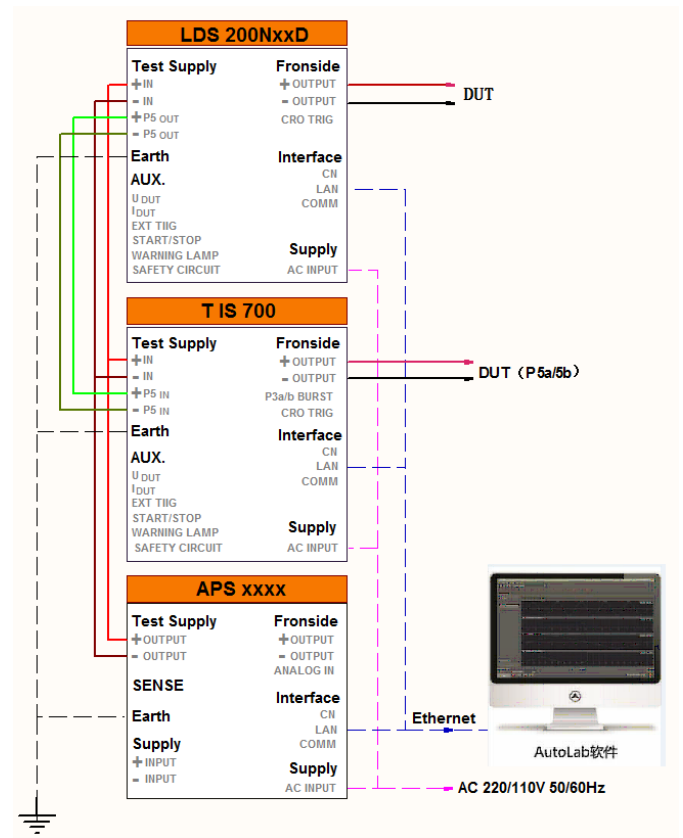 LDS 200NxxD
Test Supply
Fronside
+IN
+ OUTPUT
- IN
- OUTPUT
DUT
+P5 OUT
CRO TRIG
- P5 OUT
Earth
Interface
CN
AUX.
LAN
U DUT
COMM
I DUT
EXT TIIG
START/STOP
Supply
WARNING LAMP
SAFETY CIRCUIT
AC INPUT
T IS 700
Test Supply
Fronside
+IN
+ OUTPUT
- IN
- OUTPUT
DUT（P5a/5b）
+P5 IN
P3a/b BURST
- P5 IN
CRO TRIG
Earth
Interface
CN
AUX.
LAN
U DUT
COMM
I DUT
EXT TIIG
START/STOP
Supply
WARNING LAMP
SAFETY CIRCUIT
AC INPUT
APS xxxx
Test Supply
Fronside
+OUTPUT
+OUTPUT
- OUTPUT
- OUTPUT
ANALOG IN
SENSE
Interface
Earth
CN
Ethernet
LAN
Supply
COMM
+ INPUT
Supply
- INPUT
AC INPUT
AutoLab软件
AC 220/110V 50/60Hz